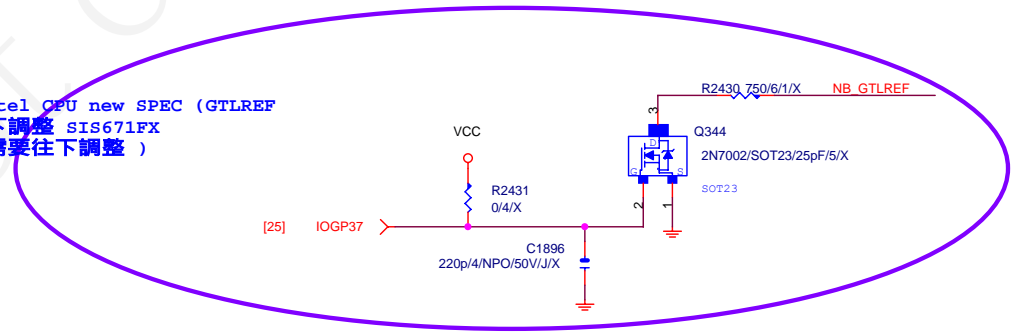 R2430 750/6/1/X NB_GTLREF
tel CPU new SPEC (GTLREF
下調整 SIS671FX
需要往下調整 )
VCC
3
Q344
D
2N7002/SOT23/25pF/5/X
G S
SOT23
R2431
0/4/X
2 1
[25] IOGP37
C1896
220p/4/NPO/50V/J/X